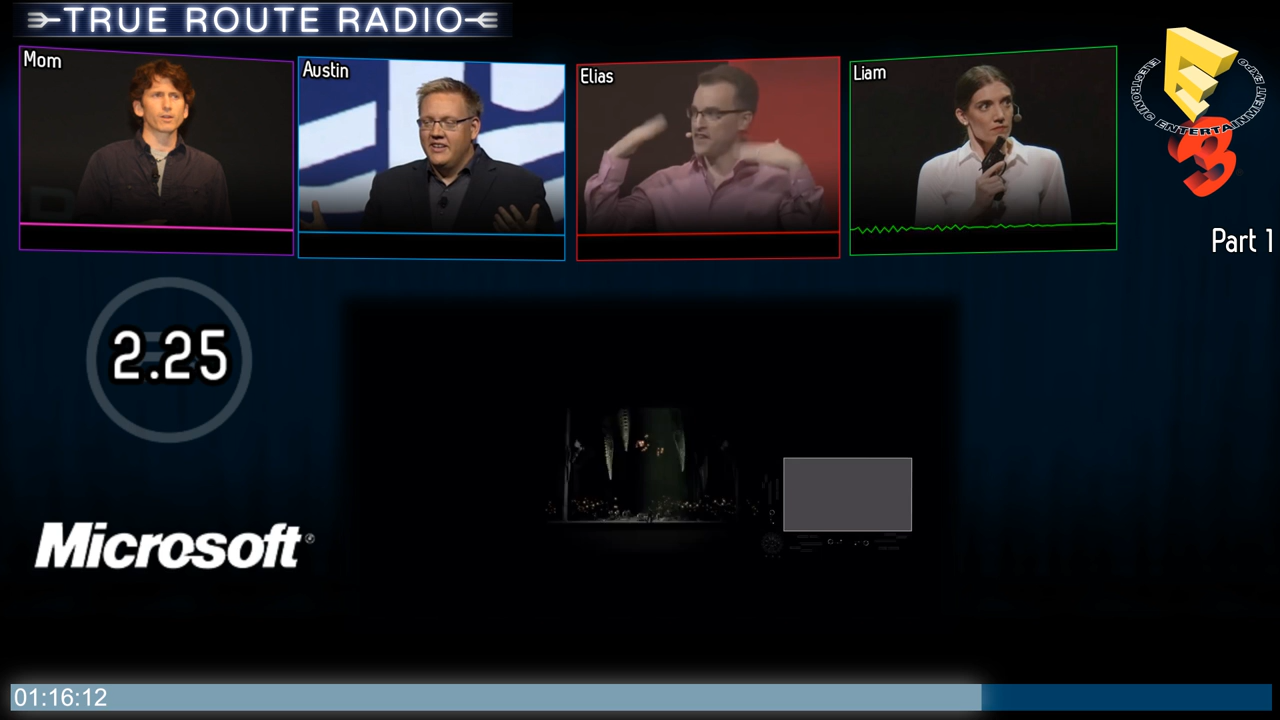 TRUE ROUTE RADIO
Mom
Austin
Elias
Liam
ELECTRONIC ENTERTAINMENT EXPO
E3
Part 1
2.25
Microsoft®
01:16:12